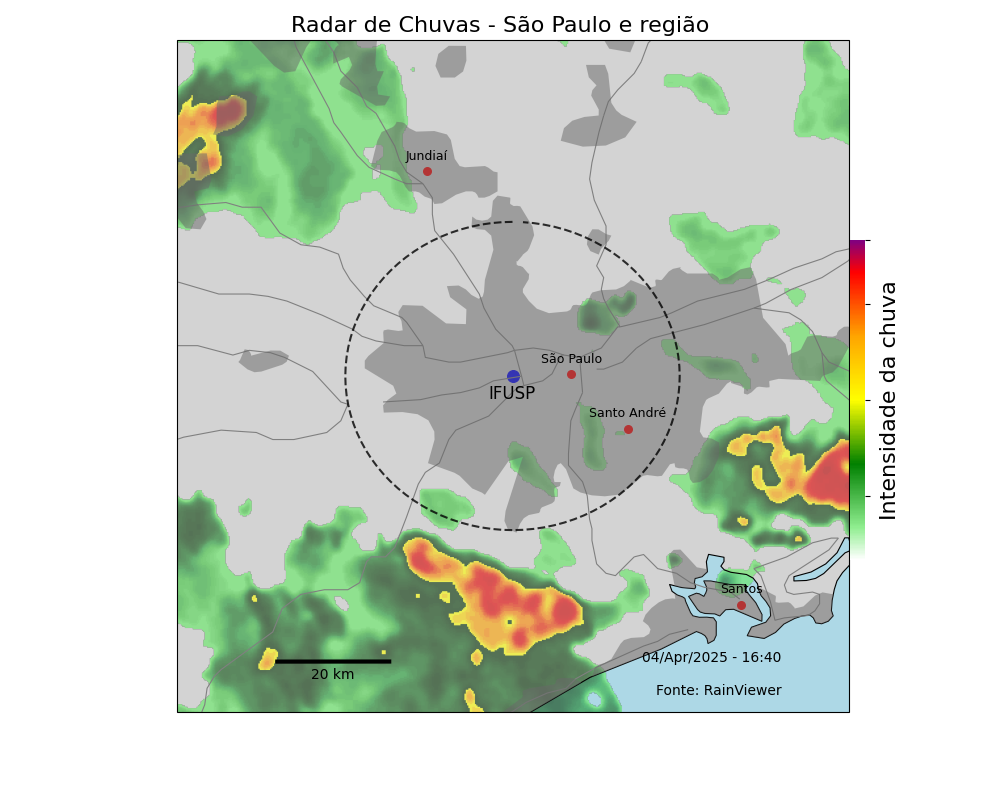 Radar de Chuvas - São Paulo e região
Jundiaí
São Paulo
IFUSP
Santo André
Intensidade da chuva
Santos
04/Apr/2025 - 16:40
20 km
Fonte: RainViewer